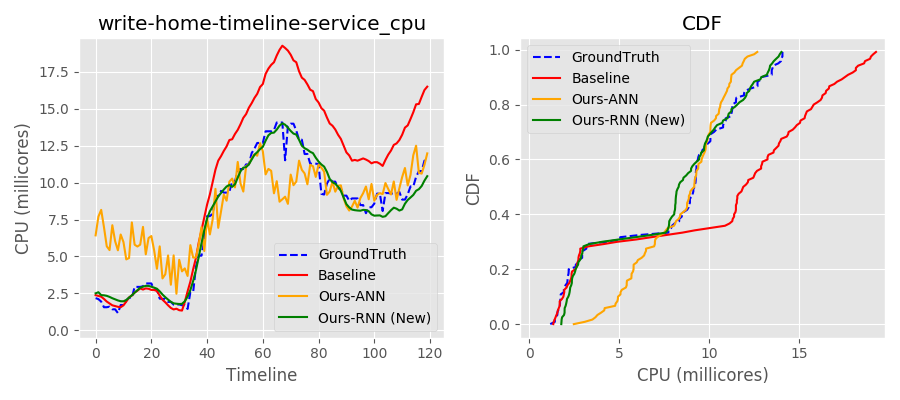 write-home-timeline-service_cpu
CPU (millicores)
17.5
15.0
12.5
10.0
7.5
5.0
2.5
0.0
GroundTruth
Baseline
Ours-ANN
Ours-RNN (New)
0
20
40
60
80
100
120
Timeline
CDF
CDF
1.0
0.8
0.6
0.4
0.2
0.0
GroundTruth
Baseline
Ours-ANN
Ours-RNN (New)
0
5
10
15
CPU (millicores)